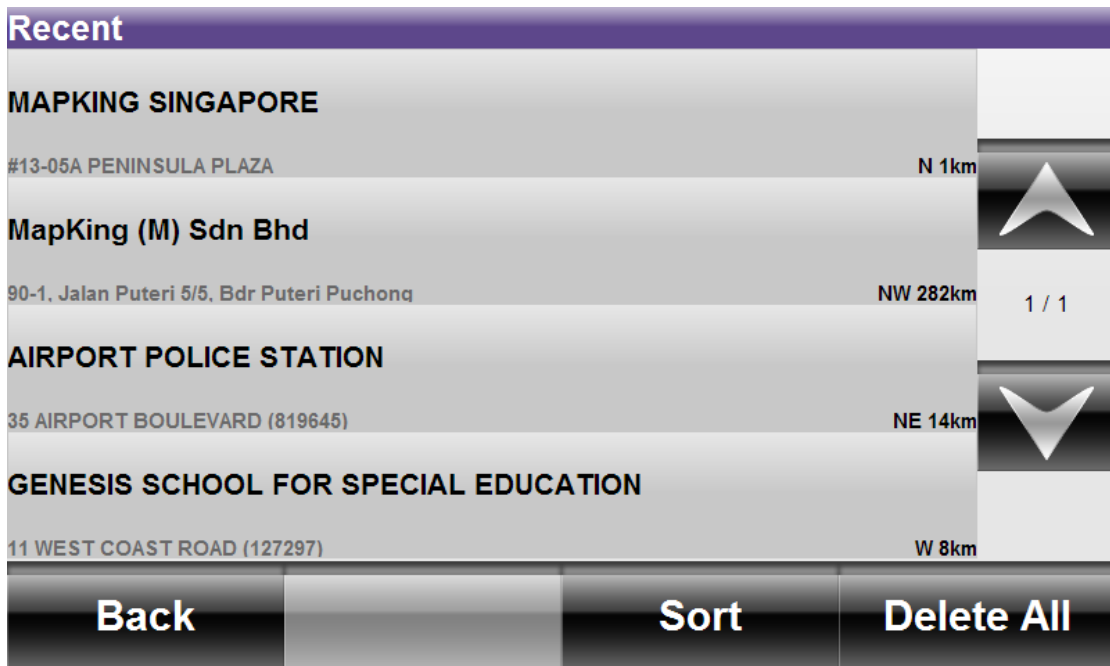 Recent
MAPKING SINGAPORE
#13-05A PENINSULA PLAZA N 1km
MapKing (M) Sdn Bhd
90-1, Jalan Puteri 5/5, Bdr Puteri Puchong NW 282km
1 / 1
AIRPORT POLICE STATION
35 AIRPORT BOULEVARD (819645) NE 14km
GENESIS SCHOOL FOR SPECIAL EDUCATION
11 WEST COAST ROAD (127297) W 8km
Back Sort Delete All